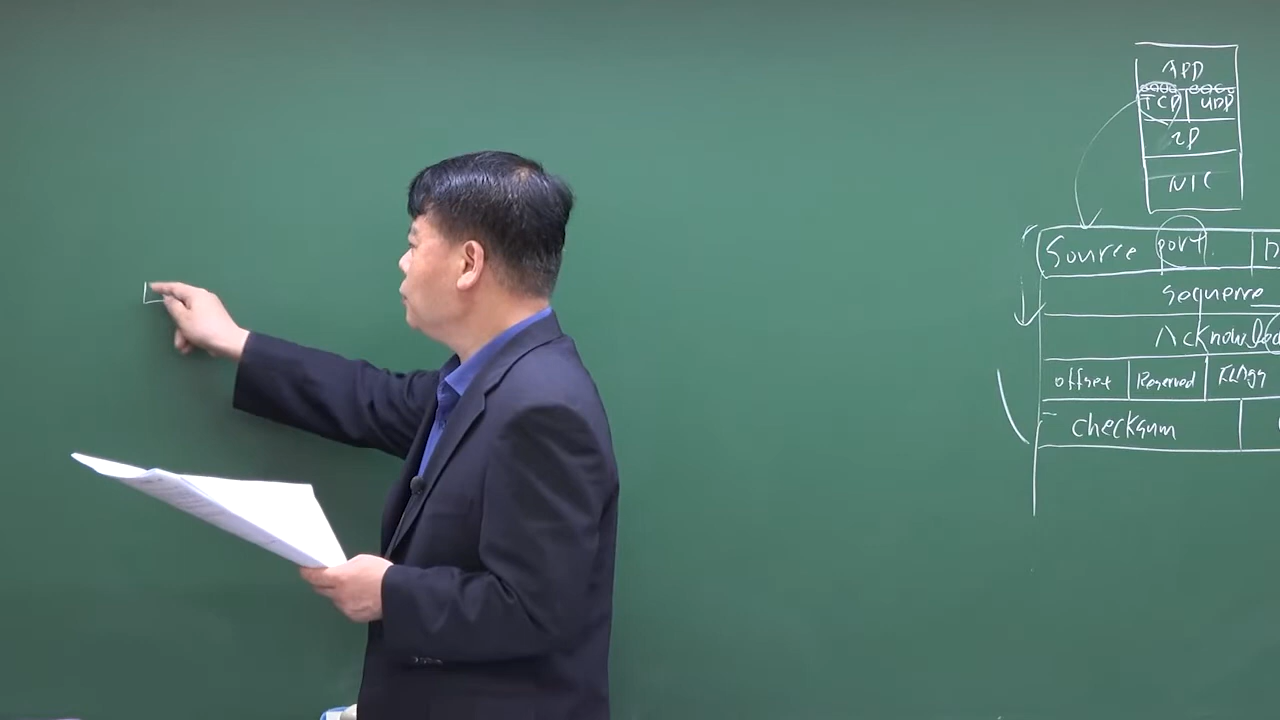 APP
TCP UDP
IP
NIC
Source port
sequence
Acknowled
offset Reserved FLAgs
checksum